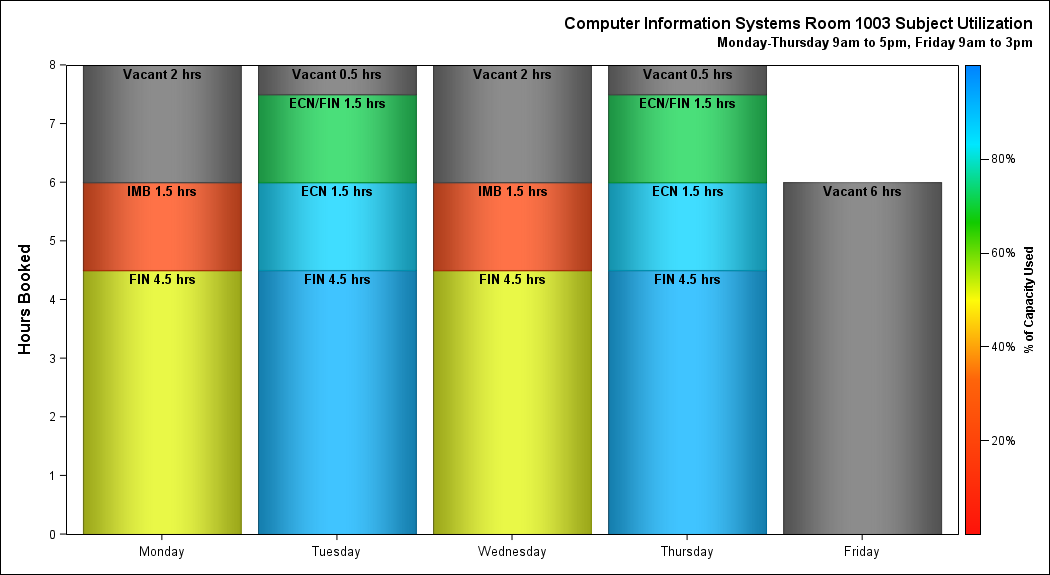 Computer Information Systems Room 1003 Subject Utilization
Monday-Thursday 9am to 5pm, Friday 9am to 3pm
Hours Booked
8
7
6
5
4
3
2
1
0
Vacant 2 hrs
IMB 1.5 hrs
FIN 4.5 hrs
Vacant 0.5 hrs
ECN/FIN 1.5 hrs
ECN 1.5 hrs
FIN 4.5 hrs
Vacant 2 hrs
IMB 1.5 hrs
FIN 4.5 hrs
Vacant 0.5 hrs
ECN/FIN 1.5 hrs
ECN 1.5 hrs
FIN 4.5 hrs
Vacant 6 hrs
Monday
Tuesday
Wednesday
Thursday
Friday
80%
60%
40%
20%
% of Capacity Used